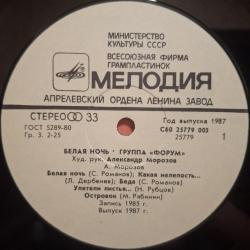 МИНИСТЕРСТВО
КУЛЬТУРЫ СССР
ВСЕСОЮЗНАЯ ФИРМА
ГРАМПЛАСТИНОК
МЕЛОДИЯ
АПРЕЛЕВСКИЙ ОРДЕНА ЛЕНИНА ЗАВОД
СТЕРЕО 33
Год выпуска 1987
ГОСТ 5289-80
С60 25779 003
Гр. 3. 2-25
25779
1
БЕЛАЯ НОЧЬ · ГРУППА «ФОРУМ»
Худ. рук. Александр Морозов
А. Морозов
Белая ночь (С. Романов); Какая нелепость...
(Л. Дербенев); Беда (С. Романов)
Улетели листья... (Н. Рубцов)
Островок (М. Рябинин)
Запись 1985 г.
Выпуск 1987 г.